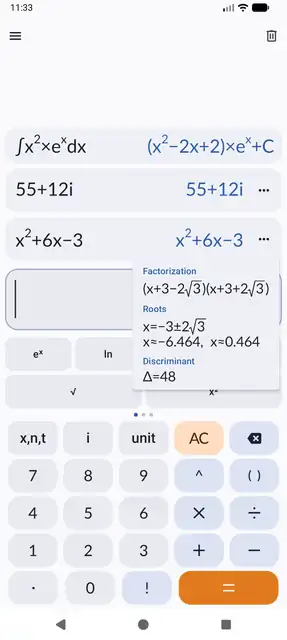 11:33
∫x²×eˣdx (x²−2x+2)×eˣ+C
55+12i 55+12i ...
x²+6x−3 x²+6x−3 ...
Factorization
(x+3−2√3)(x+3+2√3)
Roots
x=−3±2√3
x≈−6.464, x≈0.464
Discriminant
Δ=48
eˣ ln
√ x²
x,n,t i unit AC
7 8 9 ^ ( )
4 5 6 × ÷
1 2 3 + −
. 0 ! =